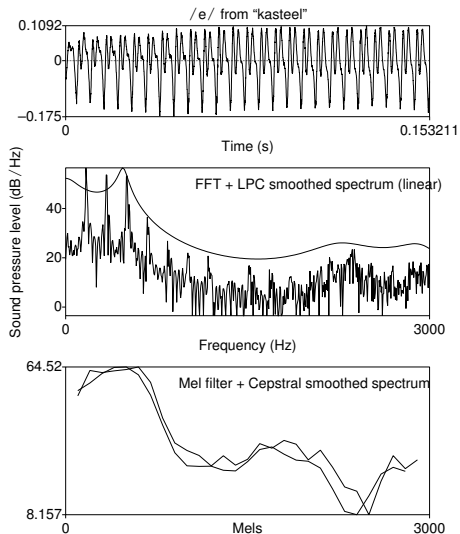 /e/ from “kasteel”
0.1092
0
–0.175
0
0.153211
Time (s)
Sound pressure level (dB / Hz)
FFT + LPC smoothed spectrum (linear)
40
20
0
0
3000
Frequency (Hz)
64.52
Mel filter + Cepstral smoothed spectrum
8.157
0
Mels
3000